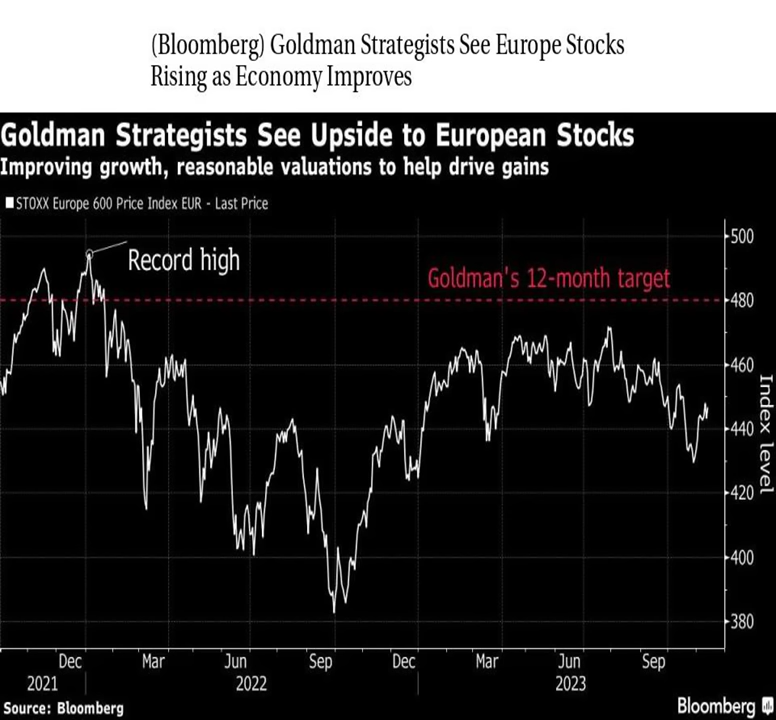 (Bloomberg) Goldman Strategists See Europe Stocks
Rising as Economy Improves
Goldman Strategists See Upside to European Stocks
Improving growth, reasonable valuations to help drive gains
STOXX Europe 600 Price Index EUR - Last Price
Record high
Goldman's 12-month target
500
480
460
440
420
400
380
Index level
Dec Mar Jun Sep Dec Mar Jun Sep
2021 2022 2023
Source: Bloomberg
Bloomberg